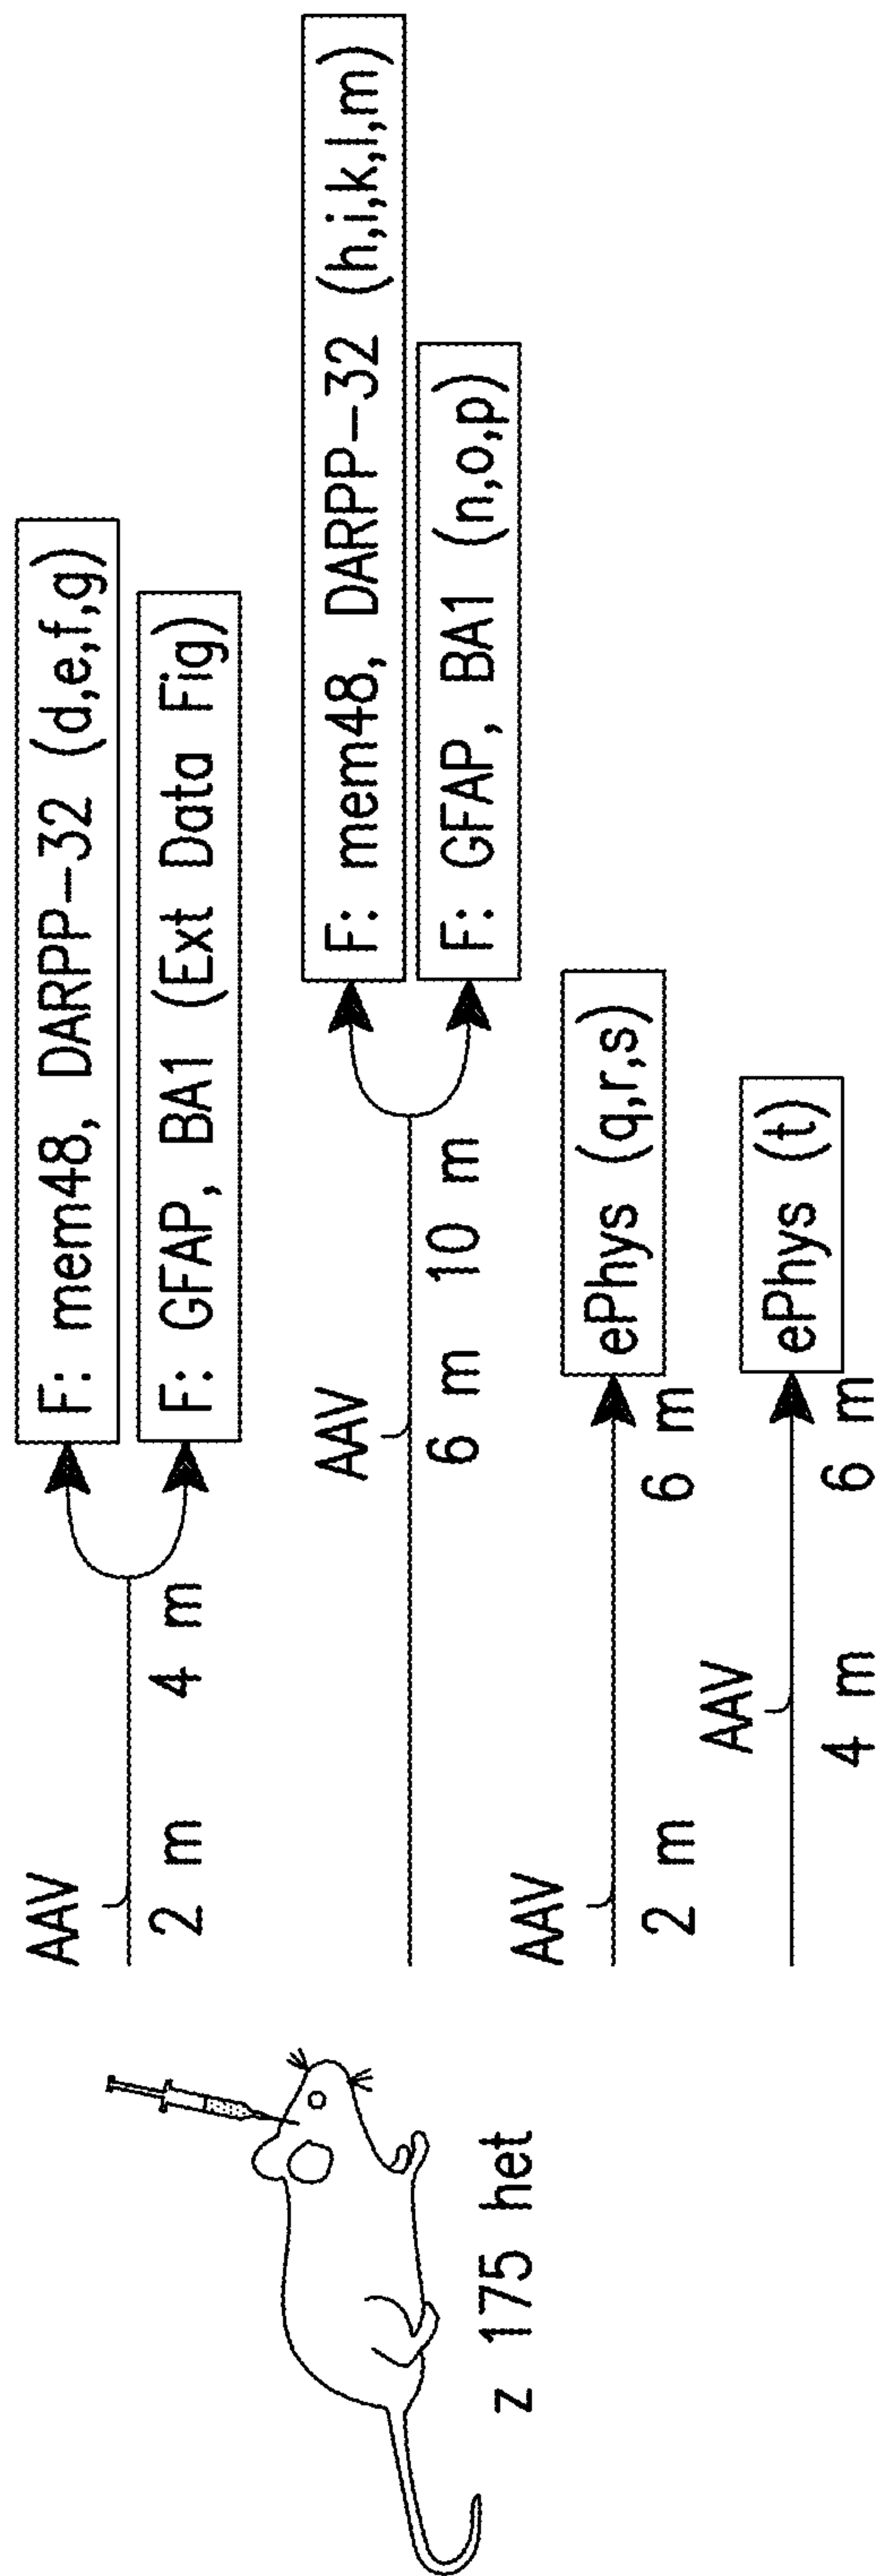 z 175 het
AAV
2 m 4 m
F: mem48, DARPP-32 (d,e,f,g)
F: GFAP, BA1 (Ext Data Fig)
AAV
6 m 10 m
F: mem48, DARPP-32 (h,i,k,l,m)
F: GFAP, BA1 (n,o,p)
AAV
2 m 6 m
ePhys (q,r,s)
AAV
4 m 6 m
ePhys (t)